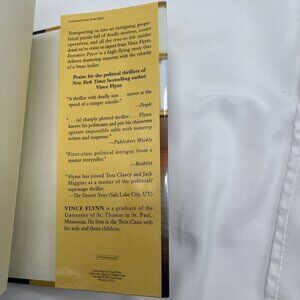 continued from front flap
Transporting us into an intriguing geopo-
litical puzzle full of deadly motives, covert
operatives, and all the true-to-life insider
detail we've come to expect from Vince Flynn,
Executive Power is a high-flying story that
delivers shattering suspense with the velocity
of a 9mm bullet.
Praise for the political thrillers of
New York Times bestselling author
Vince Flynn
"A thriller with deadly aim . . . moves at the
speed of a stinger missile."
—People
". . . [a] sharply plotted thriller. . . . Flynn
knows his politicians and pits his characters
against impossible odds with nonstop
action and suspense."
—Publishers Weekly
"First-class political intrigue from a
master storyteller."
—Booklist
"Flynn has joined Tom Clancy and Jack
Higgins as a master of the political/
espionage thriller."
—The Deseret News (Salt Lake City, UT)
VINCE FLYNN is a graduate of the
University of St. Thomas in St. Paul,
Minnesota. He lives in the Twin Cities with
his wife and three children.